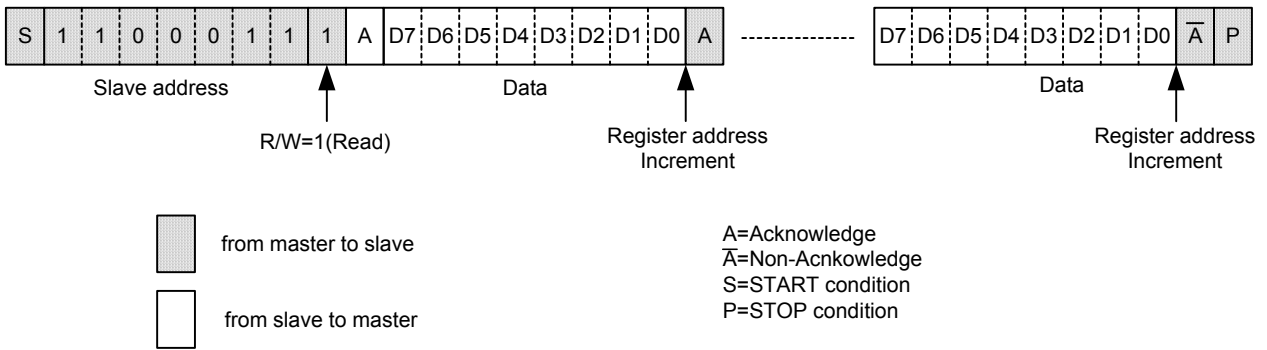 S 1 1 0 0 0 1 1 1 A D7 D6 D5 D4 D3 D2 D1 D0 A D7 D6 D5 D4 D3 D2 D1 D0 A̅ P
Slave address Data Data
R/W=1(Read)
Register address
Increment
Register address
Increment
from master to slave
from slave to master
A=Acknowledge
A̅=Non-Acnkowledge
S=START condition
P=STOP condition